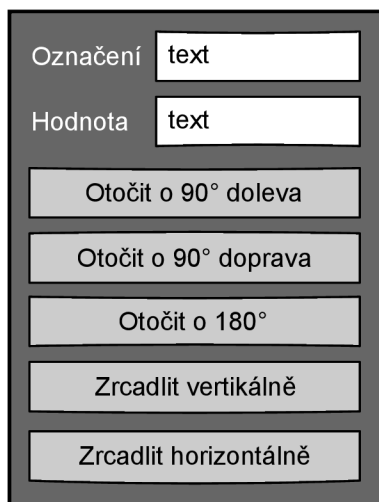 Označení text
Hodnota text
Otočit o 90° doleva
Otočit o 90° doprava
Otočit o 180°
Zrcadlit vertikálně
Zrcadlit horizontálně